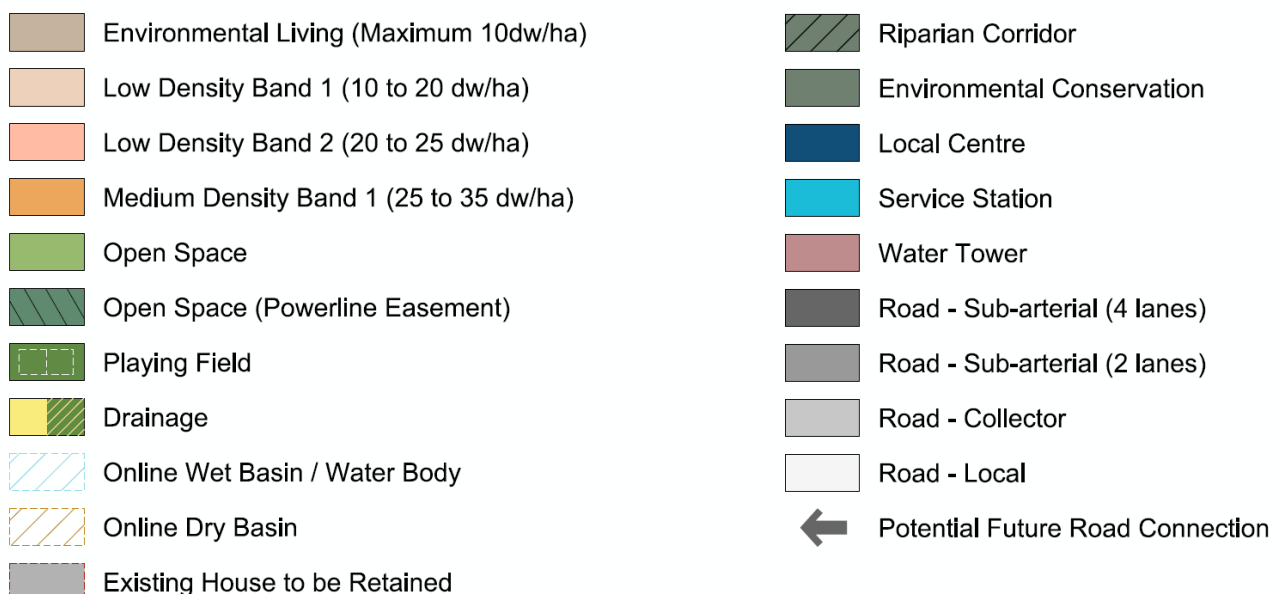 Environmental Living (Maximum 10dw/ha)
Low Density Band 1 (10 to 20 dw/ha)
Low Density Band 2 (20 to 25 dw/ha)
Medium Density Band 1 (25 to 35 dw/ha)
Open Space
Open Space (Powerline Easement)
Playing Field
Drainage
Online Wet Basin / Water Body
Online Dry Basin
Existing House to be Retained
Riparian Corridor
Environmental Conservation
Local Centre
Service Station
Water Tower
Road - Sub-arterial (4 lanes)
Road - Sub-arterial (2 lanes)
Road - Collector
Road - Local
Potential Future Road Connection